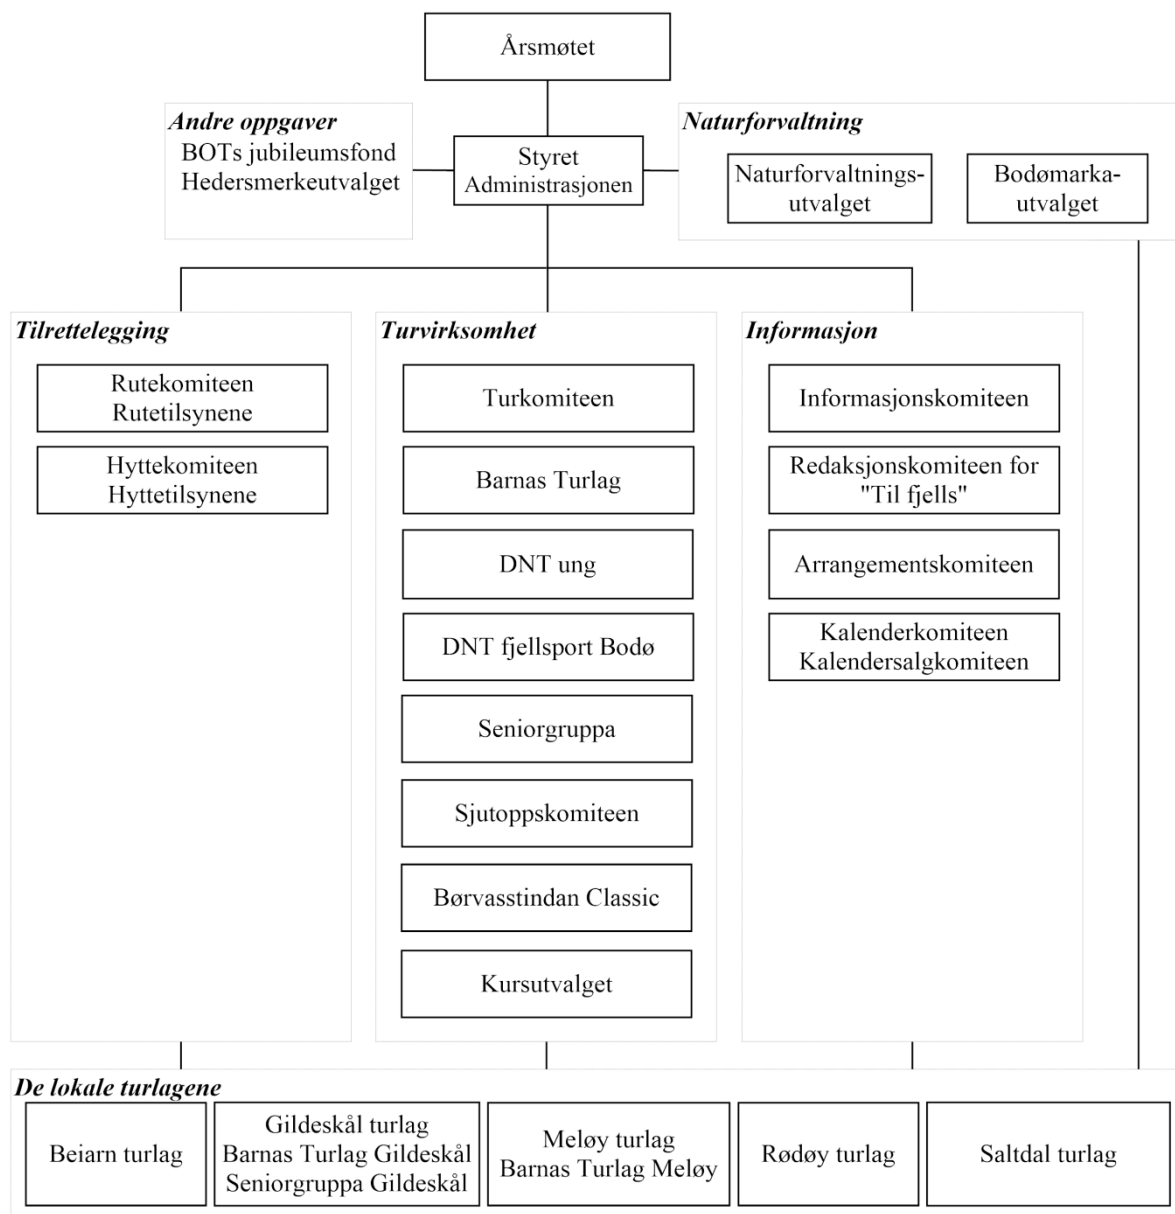 Årsmøtet
Andre oppgaver
BOTs jubileumsfond
Hedersmerkeutvalget
Styret
Administrasjonen
Naturforvaltning
Naturforvaltnings-
utvalget
Bodømarka-
utvalget
Tilrettelegging
Rutekomiteen
Rutetilsynene
Hyttekomiteen
Hyttetilsynene
Turvirksomhet
Turkomiteen
Barnas Turlag
DNT ung
DNT fjellsport Bodø
Seniorgruppa
Sjutoppskomiteen
Børvasstindan Classic
Kursutvalget
Informasjon
Informasjonskomiteen
Redaksjonskomiteen for
"Til fjells"
Arrangementskomiteen
Kalenderkomiteen
Kalendersalgkomiteen
De lokale turlagene
Beiarn turlag
Gildeskål turlag
Barnas Turlag Gildeskål
Seniorgruppa Gildeskål
Meløy turlag
Barnas Turlag Meløy
Rødøy turlag
Saltdal turlag